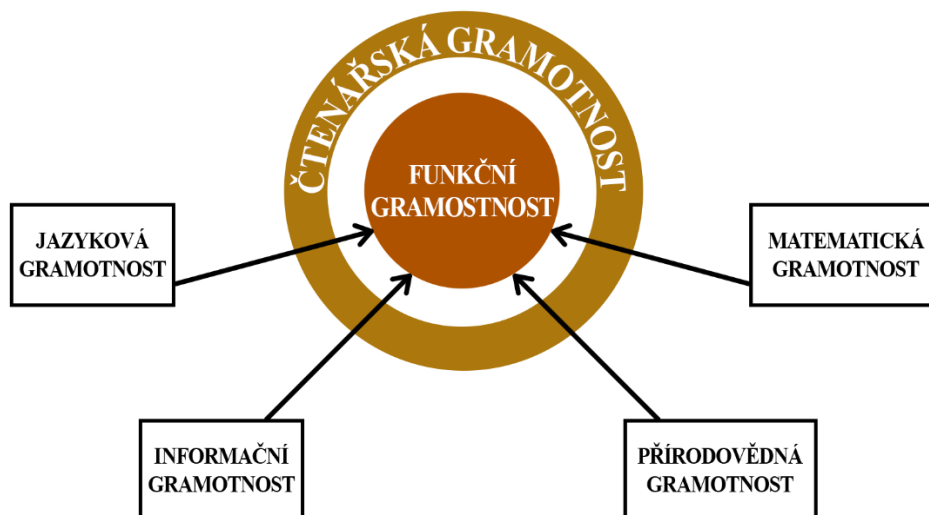 ČTENÁŘSKÁ GRAMOTNOST
FUNKČNÍ
GRAMOSTNOST
JAZYKOVÁ
GRAMOTNOST
MATEMATICKÁ
GRAMOTNOST
INFORMAČNÍ
GRAMOTNOST
PŘÍRODOVĚDNÁ
GRAMOTNOST